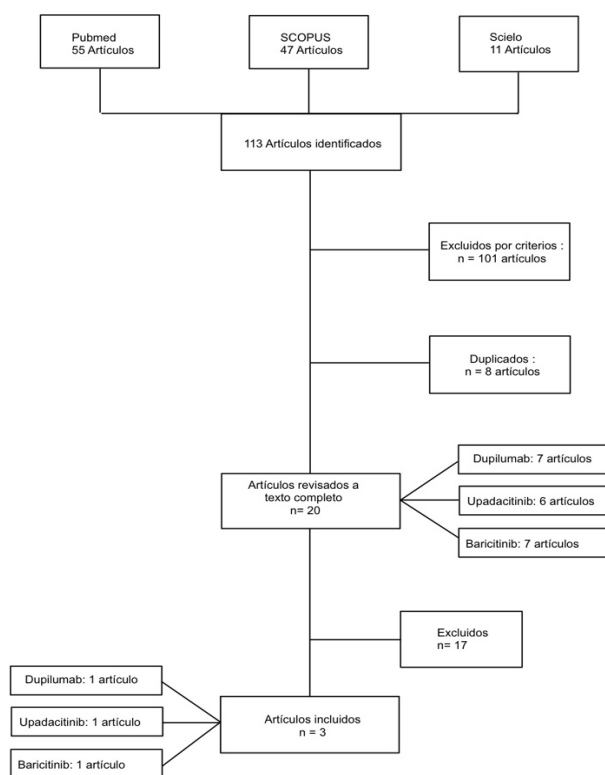 Pubmed
55 Artículos
SCOPUS
47 Artículos
Scielo
11 Artículos
113 Artículos identificados
Excluidos por criterios :
n = 101 artículos
Duplicados :
n = 8 artículos
Artículos revisados a
texto completo
n= 20
Dupilumab: 7 artículos
Upadacitinib: 6 artículos
Baricitinib: 7 artículos
Excluidos
n= 17
Dupilumab: 1 artículo
Upadacitinib: 1 artículo
Baricitinib: 1 artículo
Artículos incluidos
n = 3